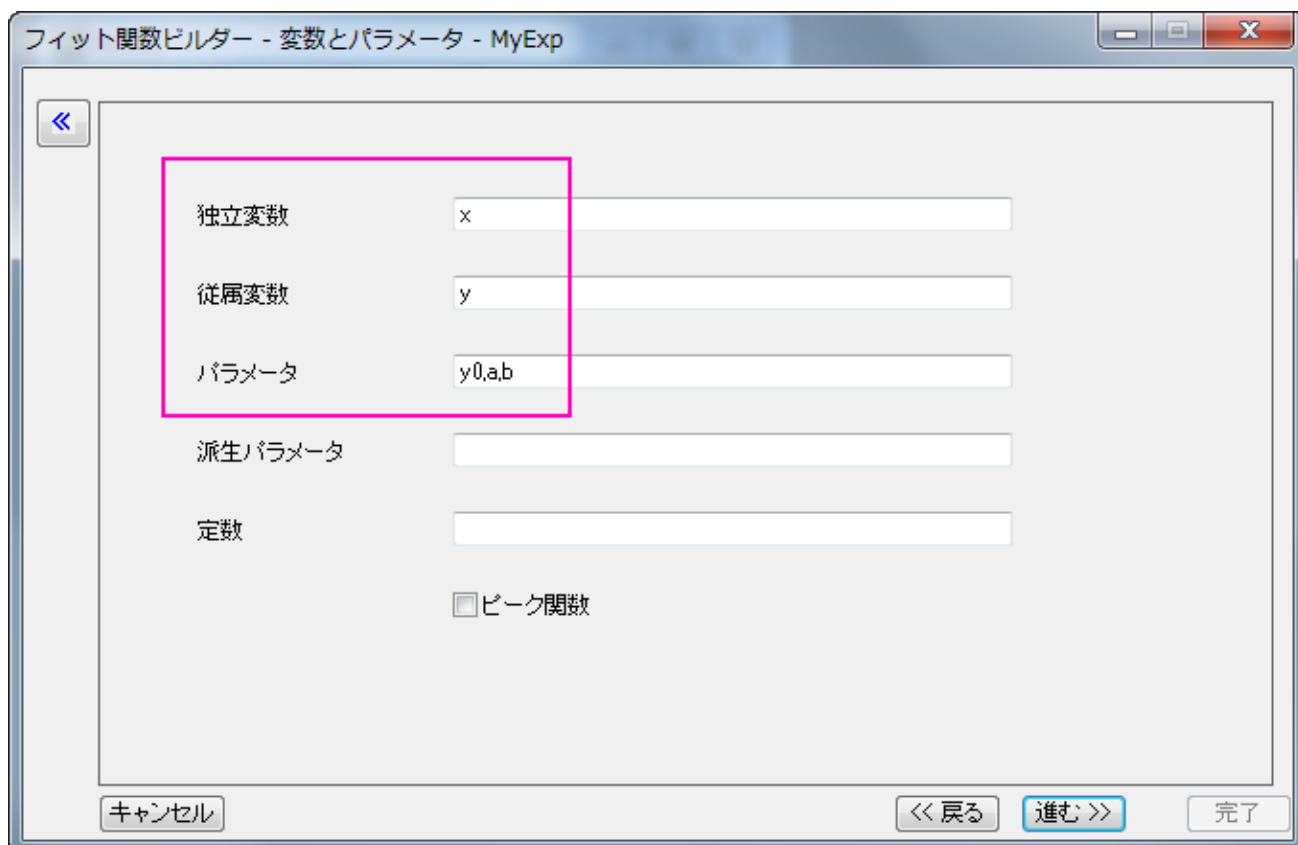 フィット関数ビルダー - 変数とパラメータ - MyExp
独立変数 x
従属変数 y
パラメータ y0,a,b
派生パラメータ
定数
ピーク関数
キャンセル << 戻る 進む >> 完了